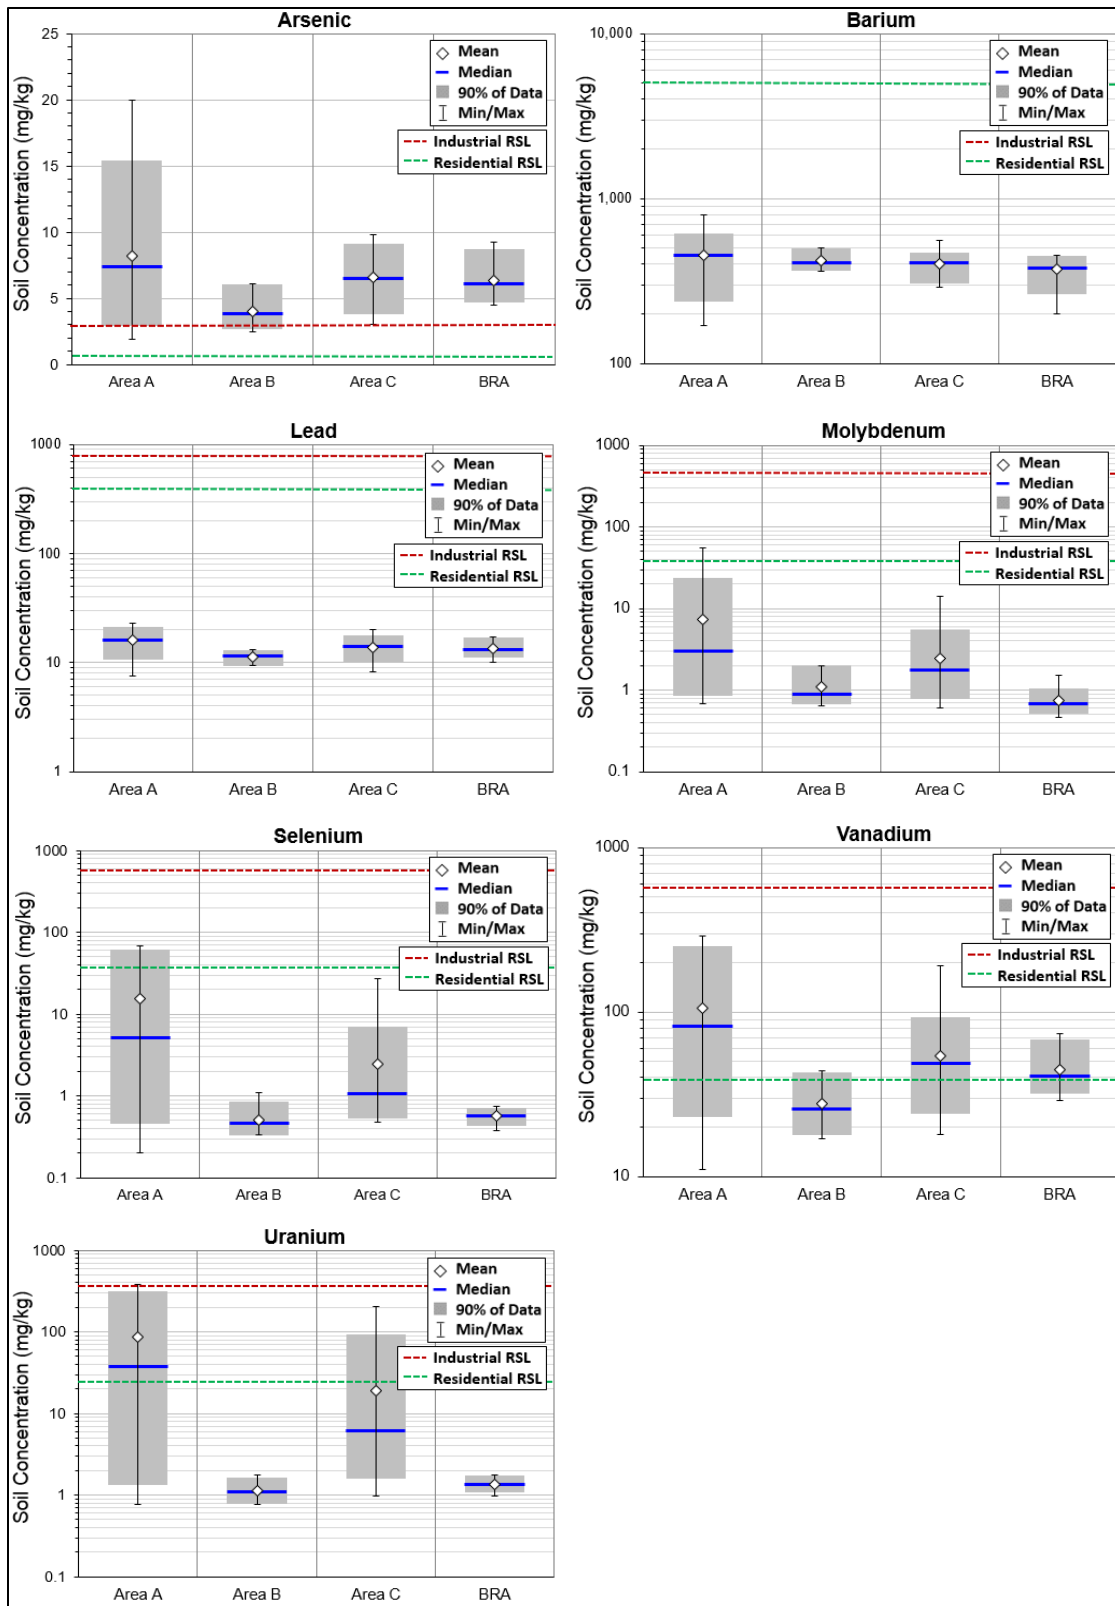 Arsenic
Soil Concentration (mg/kg)
25
20
15
10
5
0
Mean
Median
90% of Data
Min/Max
Industrial RSL
Residential RSL
Area A
Area B
Area C
BRA
Barium
Soil Concentration (mg/kg)
10,000
1,000
100
Mean
Median
90% of Data
Min/Max
Industrial RSL
Residential RSL
Area A
Area B
Area C
BRA
Lead
Soil Concentration (mg/kg)
1000
100
10
1
Mean
Median
90% of Data
Min/Max
Industrial RSL
Residential RSL
Area A
Area B
Area C
BRA
Molybdenum
Soil Concentration (mg/kg)
1000
100
10
1
0.1
Mean
Median
90% of Data
Min/Max
Industrial RSL
Residential RSL
Area A
Area B
Area C
BRA
Selenium
Soil Concentration (mg/kg)
1000
100
10
1
0.1
Mean
Median
90% of Data
Min/Max
Industrial RSL
Residential RSL
Area A
Area B
Area C
BRA
Vanadium
Soil Concentration (mg/kg)
1000
100
10
Mean
Median
90% of Data
Min/Max
Industrial RSL
Residential RSL
Area A
Area B
Area C
BRA
Uranium
Soil Concentration (mg/kg)
1000
100
10
1
0.1
Mean
Median
90% of Data
Min/Max
Industrial RSL
Residential RSL
Area A
Area B
Area C
BRA